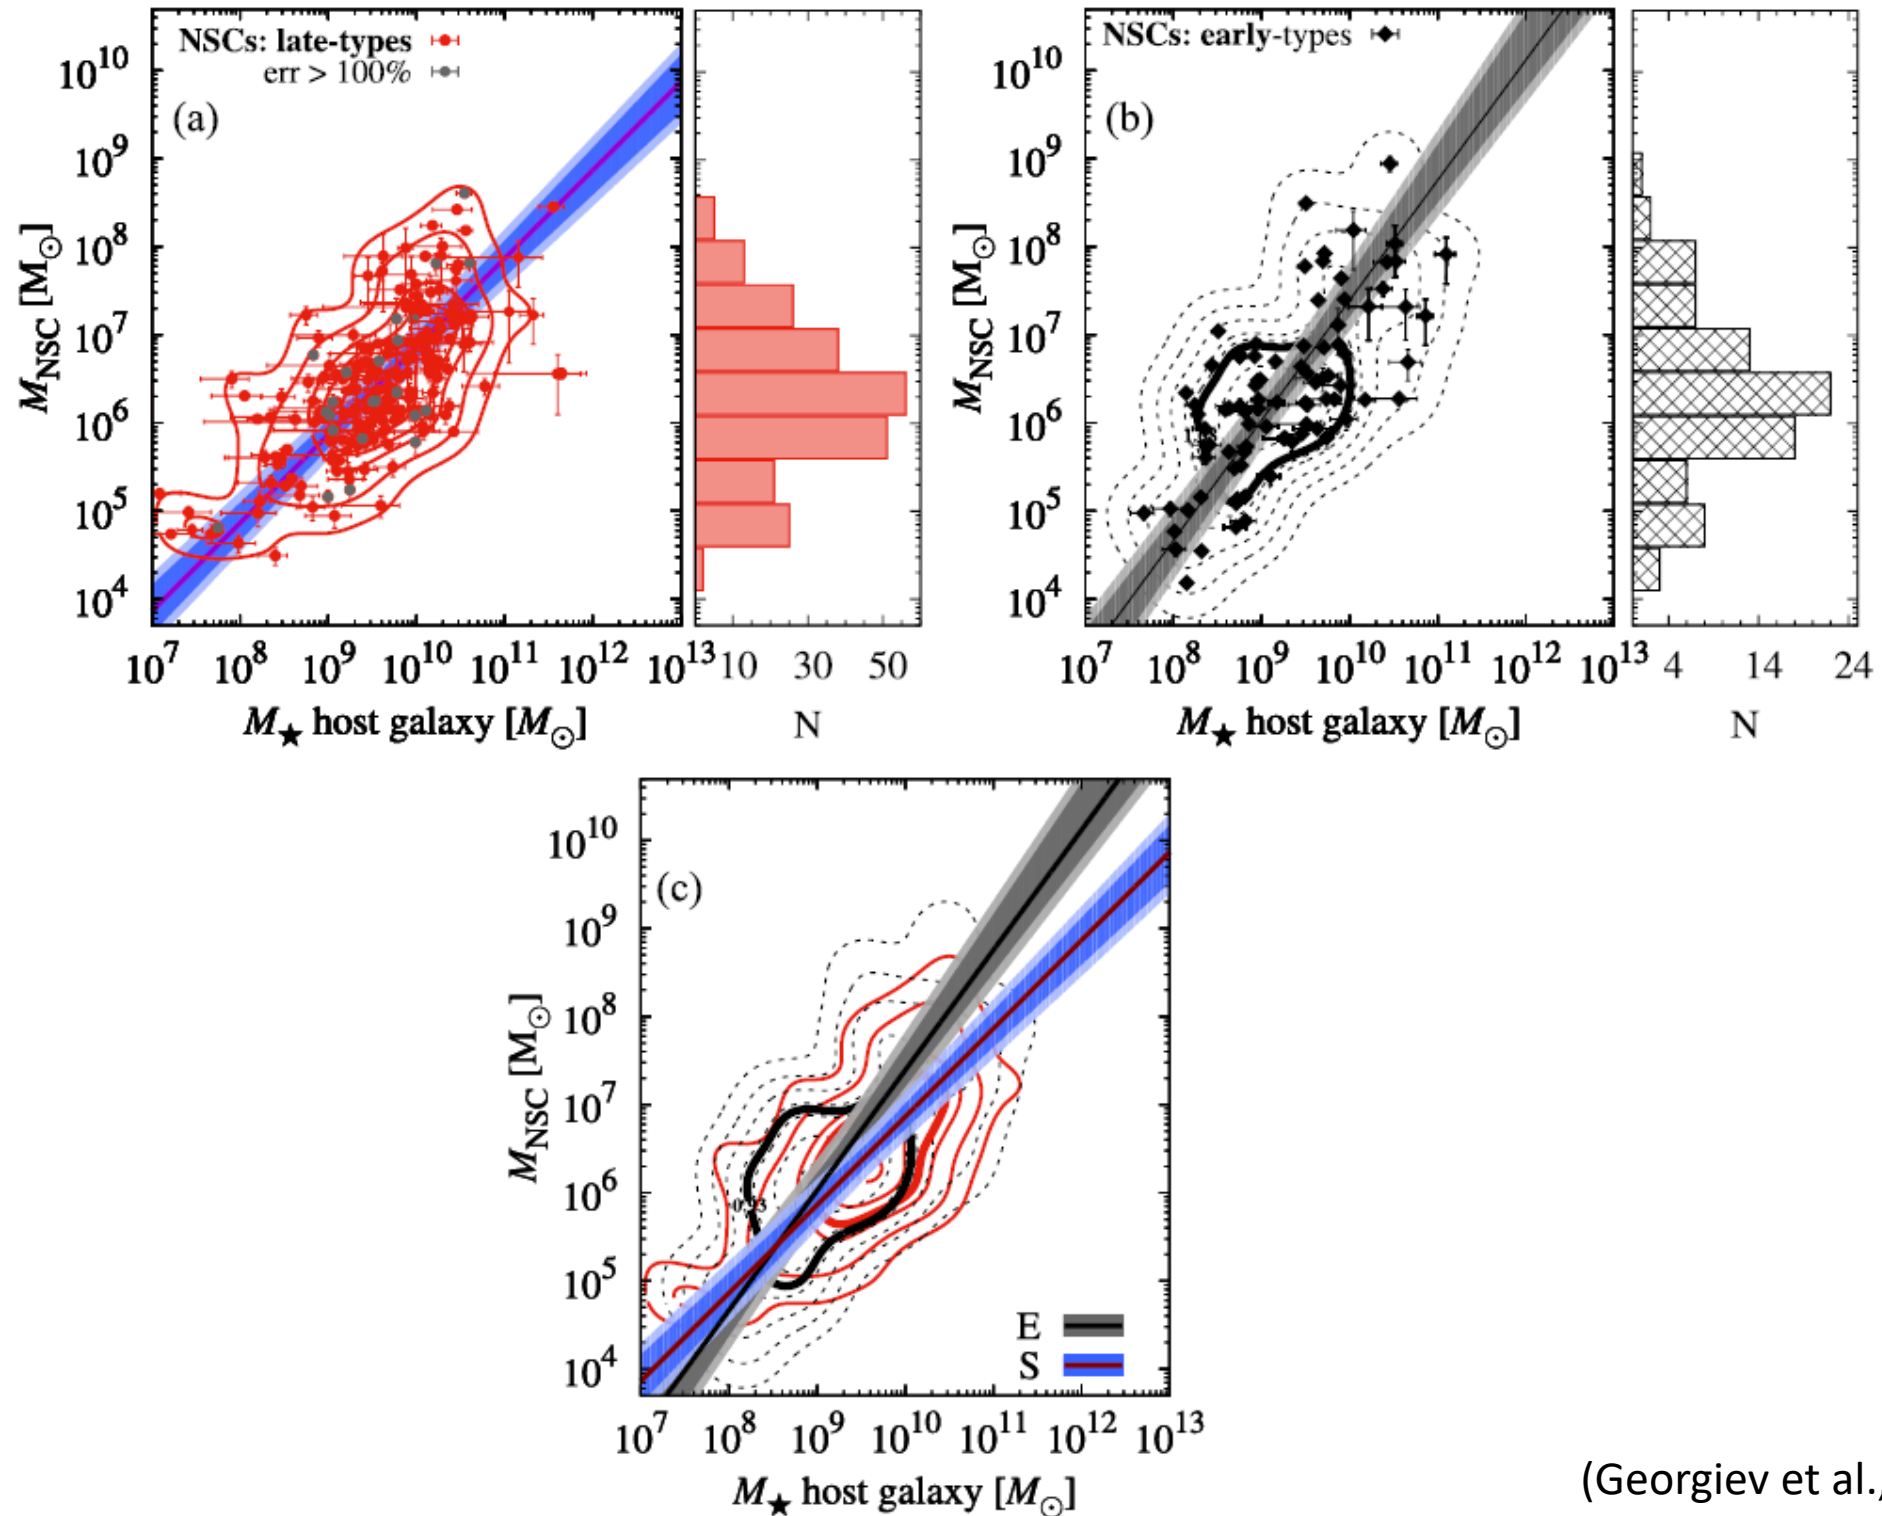 NSCs: late-types
err > 100%
(a)
10^10
10^9
10^8
10^7
10^6
10^5
10^4
M_NSC [M_⊙]
10^7 10^8 10^9 10^10 10^11 10^12 10^13
10 30 50
M_★ host galaxy [M_⊙]
N
NSCs: early-types
(b)
10^10
10^9
10^8
10^7
10^6
10^5
10^4
M_NSC [M_⊙]
10^7 10^8 10^9 10^10 10^11 10^12 10^13
4 14 24
M_★ host galaxy [M_⊙]
N
(c)
10^10
10^9
10^8
10^7
10^6
10^5
10^4
M_NSC [M_⊙]
E
S
10^7 10^8 10^9 10^10 10^11 10^12 10^13
M_★ host galaxy [M_⊙]
(Georgiev et al.,